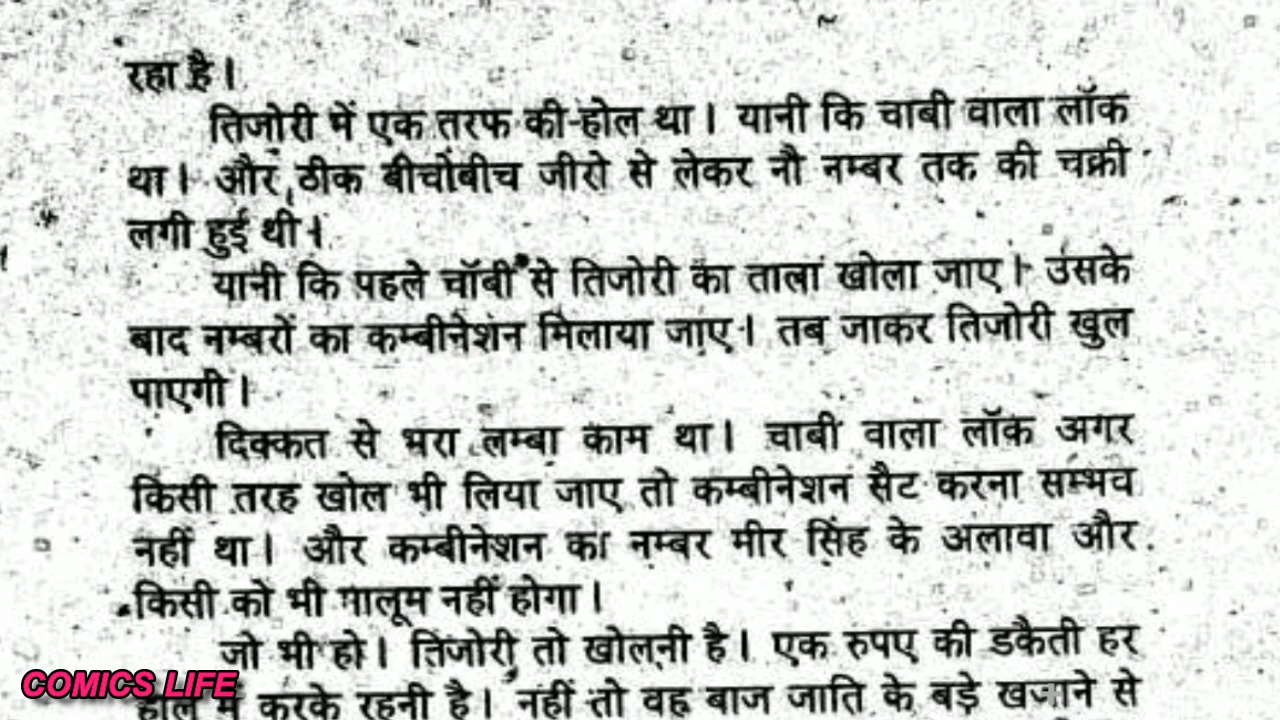 रहा है।
तिजोरी में एक तरफ की-होल था। यानी कि चाबी वाला लॉक
था। और ठीक बीचोबीच जीरो से लेकर नौ नम्बर तक की चक्री
लगी हुई थी।
यानी कि पहले चॉबी से तिजोरी का ताला खोला जाए। उसके
बाद नम्बरों का कम्बीनेशन मिलाया जाए। तब जाकर तिजोरी खुल
पाएगी।
दिक्कत से भरा लम्बा काम था। चाबी वाला लॉक अगर
किसी तरह खोल भी लिया जाए तो कम्बीनेशन सैट करना सम्भव
नहीं था। और कम्बीनेशन का नम्बर मीर सिंह के अलावा और
किसी को भी मालूम नहीं होगा।
जो भी हो। तिजोरी तो खोलनी है। एक रुपए की डकैती हर
हाल में करके रहनी है। नहीं तो वह बाज जाति के बड़े खजाने से
COMICS LIFE